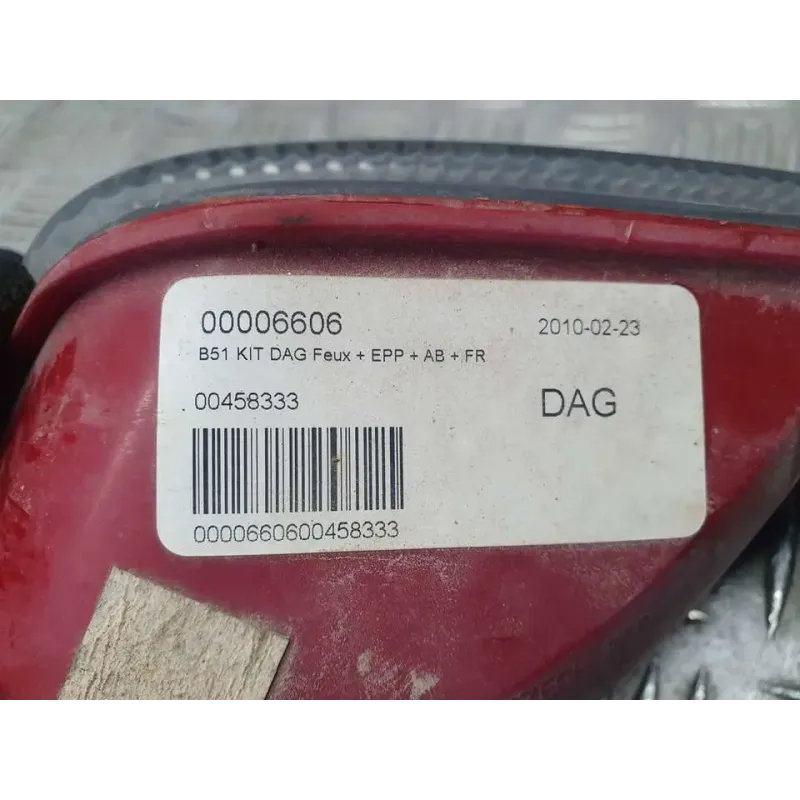 00006606 2010-02-23
B51 KIT DAG Feux + EPP + AB + FR
00458333 DAG
0000660600458333